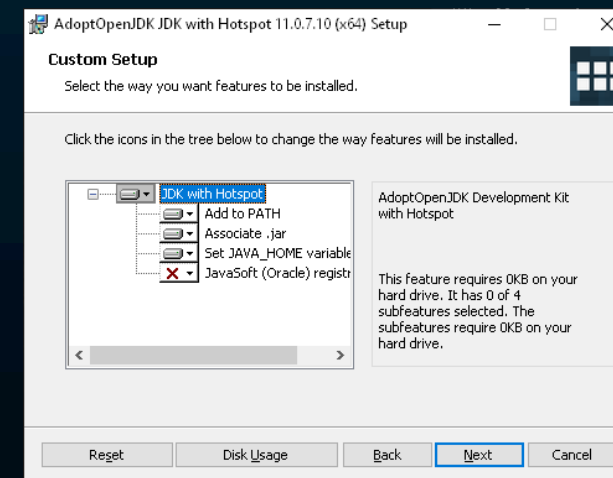 AdoptOpenJDK JDK with Hotspot 11.0.7.10 (x64) Setup
Custom Setup
Select the way you want features to be installed.
Click the icons in the tree below to change the way features will be installed.
JDK with Hotspot
Add to PATH
Associate .jar
Set JAVA_HOME variable
JavaSoft (Oracle) registr
AdoptOpenJDK Development Kit
with Hotspot
This feature requires 0KB on your
hard drive. It has 0 of 4
subfeatures selected. The
subfeatures require 0KB on your
hard drive.
Reset
Disk Usage
Back
Next
Cancel